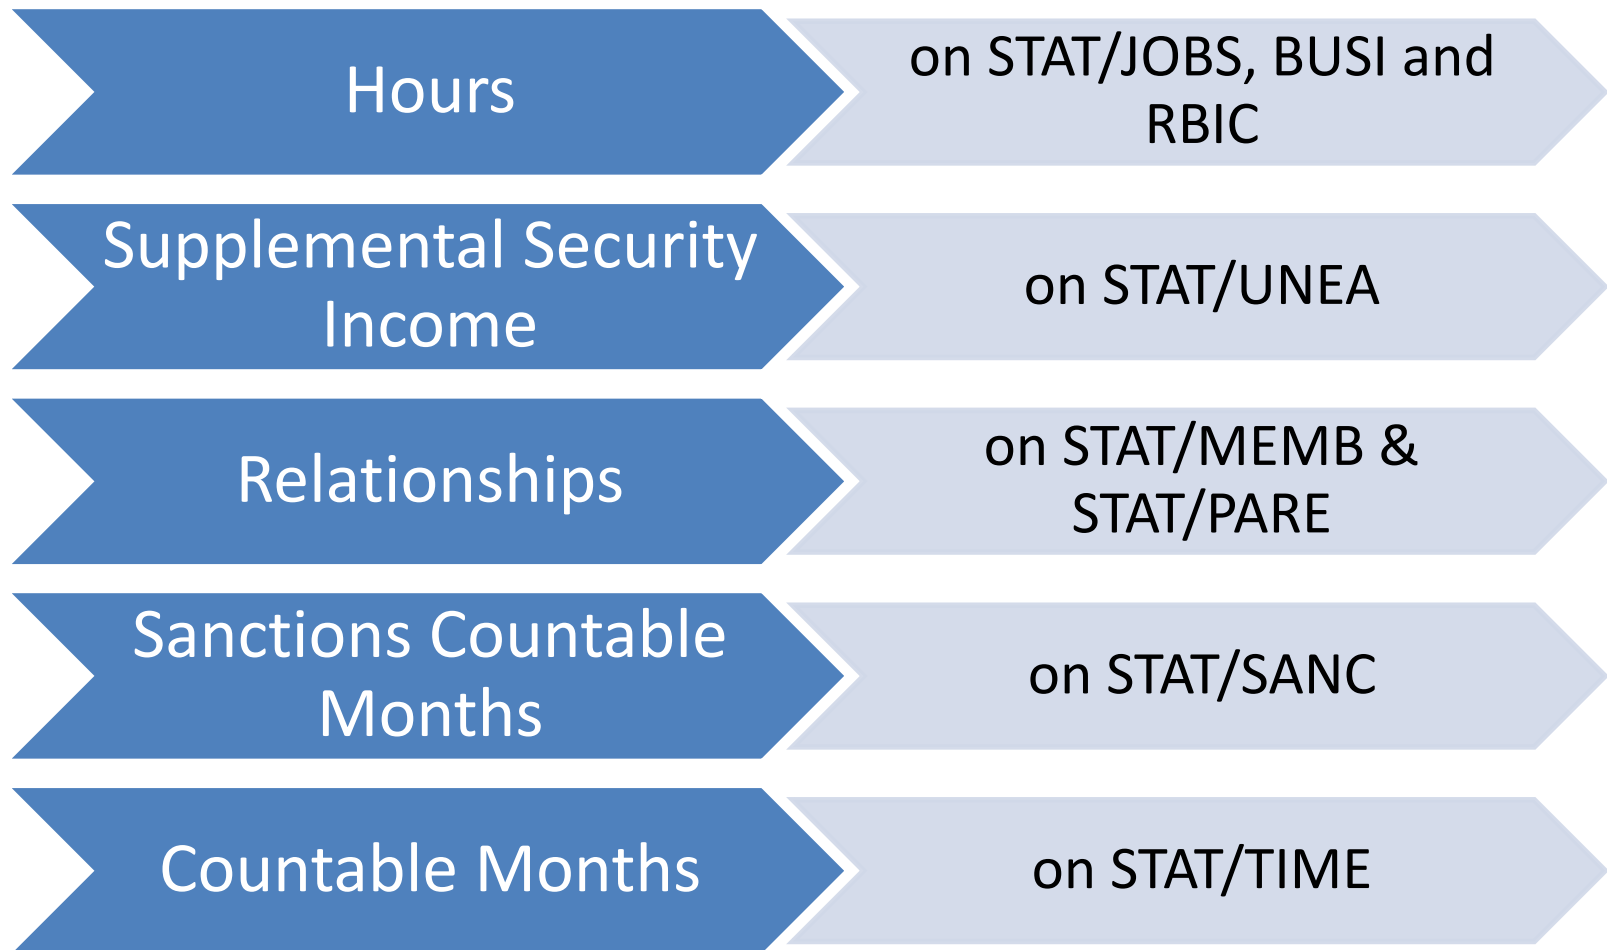 Hours
on STAT/JOBS, BUSI and
RBIC
Supplemental Security
Income
on STAT/UNEA
Relationships
on STAT/MEMB &
STAT/PARE
Sanctions Countable
Months
on STAT/SANC
Countable Months
on STAT/TIME